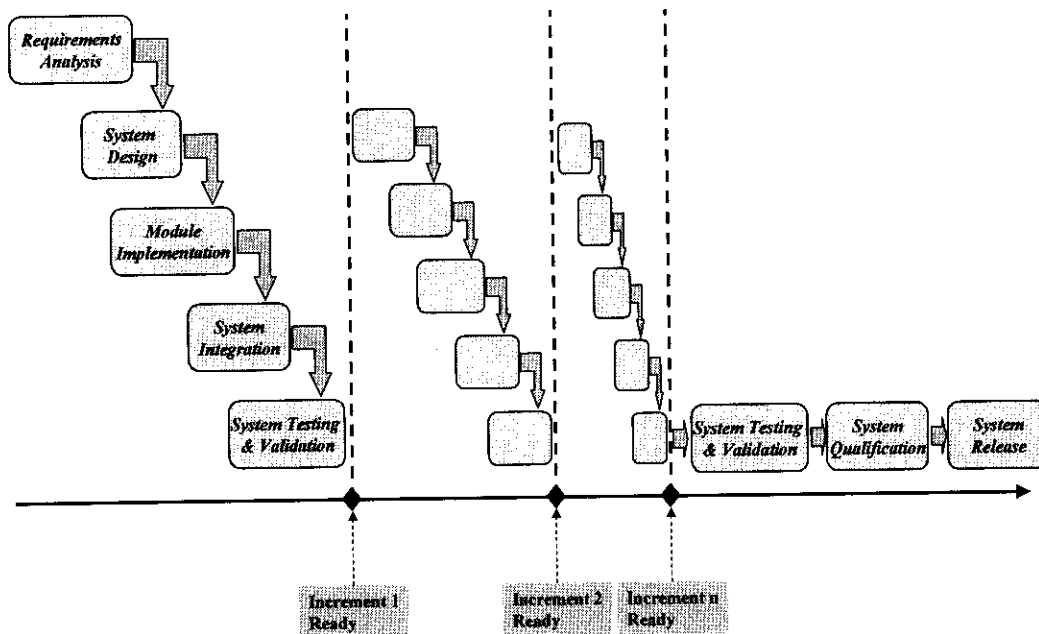 Requirements
Analysis
System
Design
Module
Implementation
System
Integration
System Testing
& Validation
System Testing
& Validation
System
Qualification
System
Release
Increment 1
Ready
Increment 2
Ready
Increment n
Ready